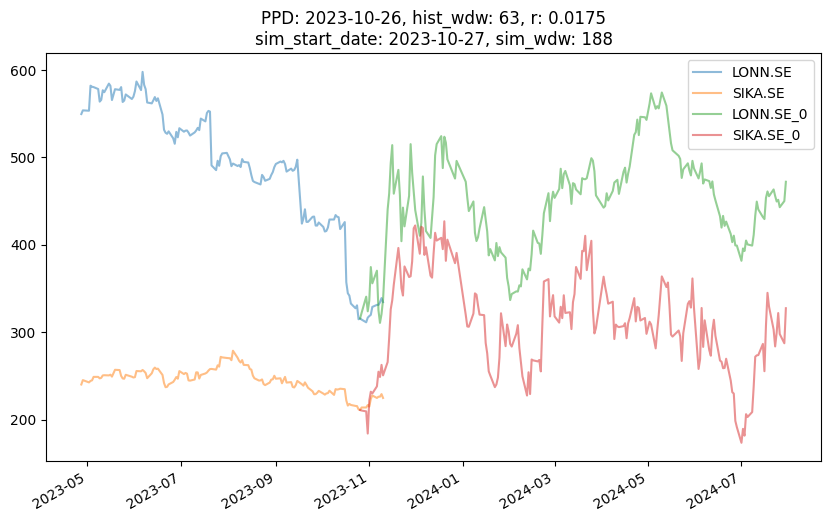 PPD: 2023-10-26, hist_wdw: 63, r: 0.0175
sim_start_date: 2023-10-27, sim_wdw: 188
LONN.SE
SIKA.SE
LONN.SE_0
SIKA.SE_0
600
500
400
300
200
2023-05
2023-07
2023-09
2023-11
2024-01
2024-03
2024-05
2024-07